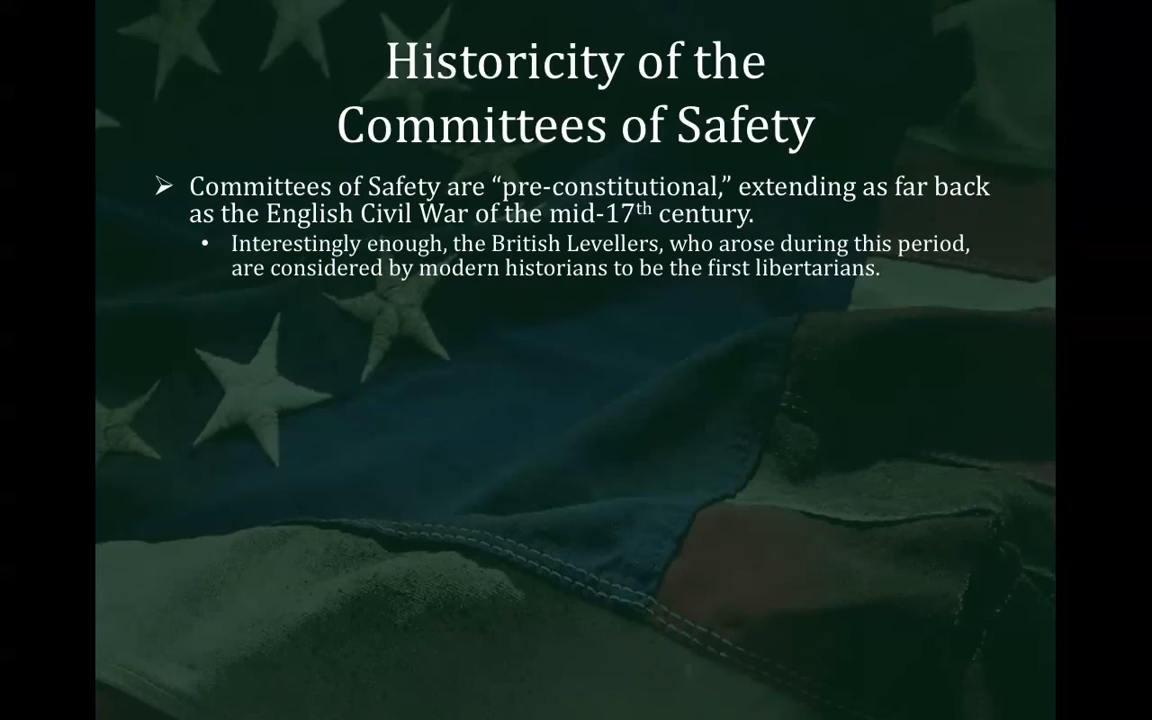 Historicity of the
Committees of Safety
➢ Committees of Safety are “pre-constitutional,” extending as far back
as the English Civil War of the mid-17th century.
• Interestingly enough, the British Levellers, who arose during this period,
are considered by modern historians to be the first libertarians.